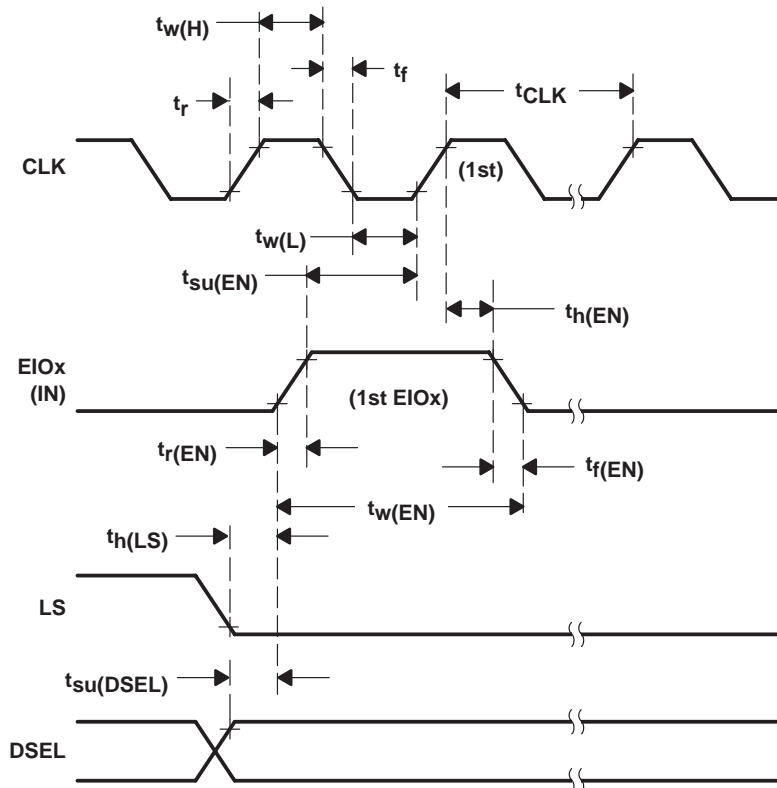 tw(H)
tf
tr
tCLK
CLK
(1st)
tw(L)
tsu(EN)
th(EN)
EIOx
(IN)
(1st EIOx)
tr(EN)
tf(EN)
tw(EN)
th(LS)
LS
tsu(DSEL)
DSEL